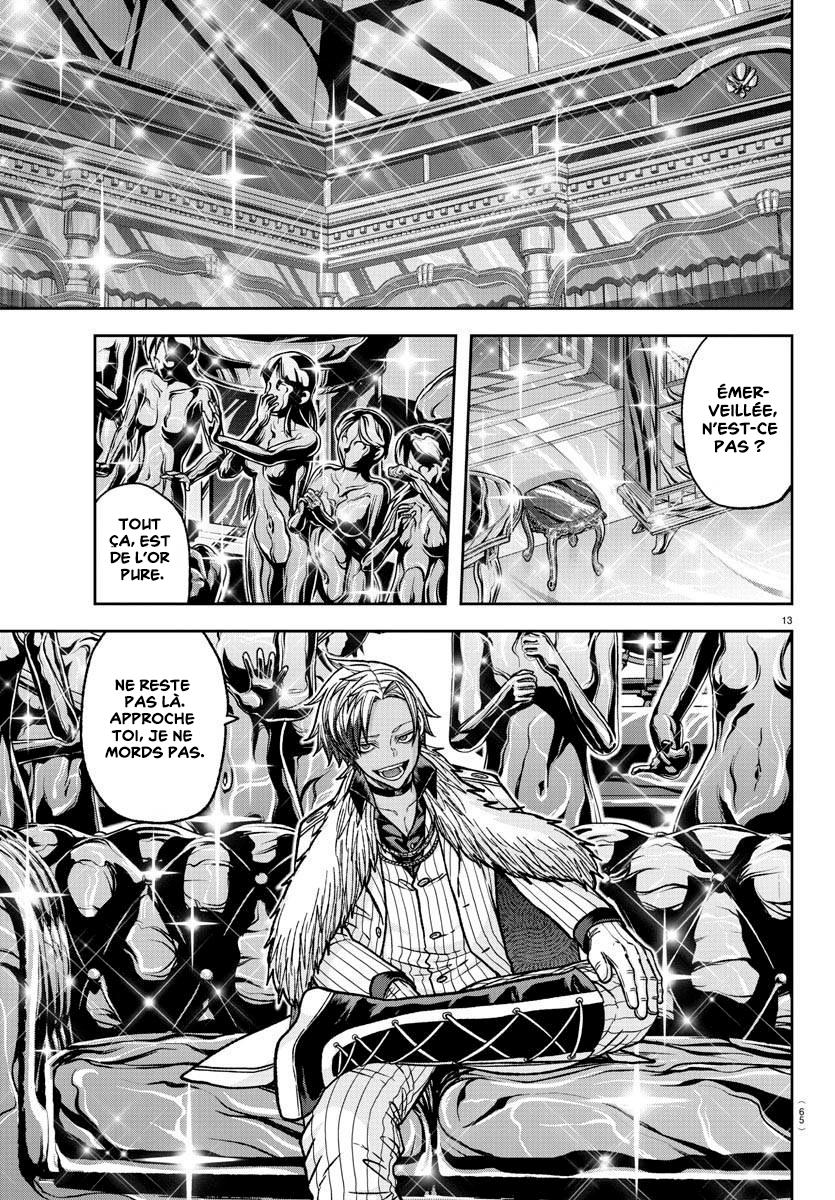 ÉMER-
VEILLÉE,
N'EST-CE
PAS ?
TOUT
ÇA, EST
DE L'OR
PURE.
13
NE RESTE
PAS LÀ.
APPROCHE
TOI, JE NE
MORDS PAS.
(65)